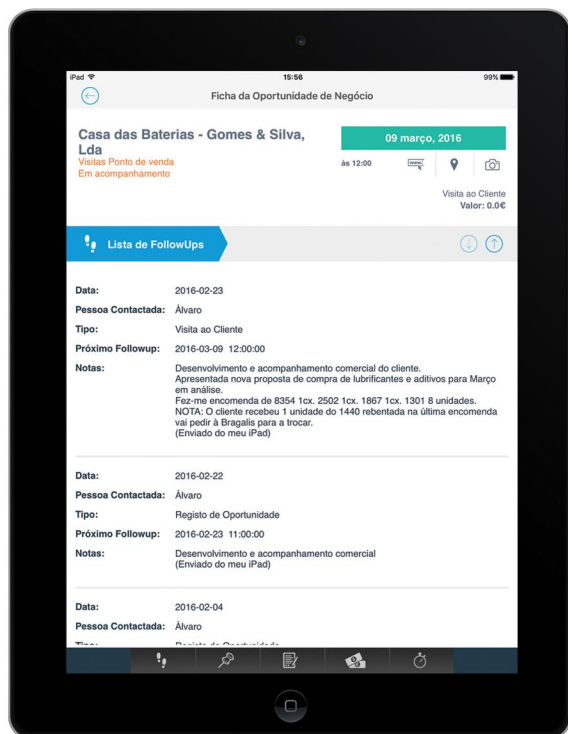 iPad 15:56 99%
Ficha da Oportunidade de Negócio
Casa das Baterias - Gomes & Silva,
Lda
Visitas Ponto de venda
Em acompanhamento
09 março, 2016
às 12:00 www
Visita ao Cliente
Valor: 0.0€
Lista de FollowUps
Data: 2016-02-23
Pessoa Contactada: Álvaro
Tipo: Visita ao Cliente
Próximo Followup: 2016-03-09 12:00:00
Notas: Desenvolvimento e acompanhamento comercial do cliente.
Apresentada nova proposta de compra de lubrificantes e aditivos para Março
em análise.
Fez-me encomenda de 8354 1cx. 2502 1cx. 1867 1cx. 1301 8 unidades.
NOTA: O cliente recebeu 1 unidade do 1440 rebentada na última encomenda
vai pedir à Bragalis para a trocar.
(Enviado do meu iPad)
Data: 2016-02-22
Pessoa Contactada: Álvaro
Tipo: Registo de Oportunidade
Próximo Followup: 2016-02-23 11:00:00
Notas: Desenvolvimento e acompanhamento comercial
(Enviado do meu iPad)
Data: 2016-02-04
Pessoa Contactada: Álvaro
Tipo: Registo de Oportunidade